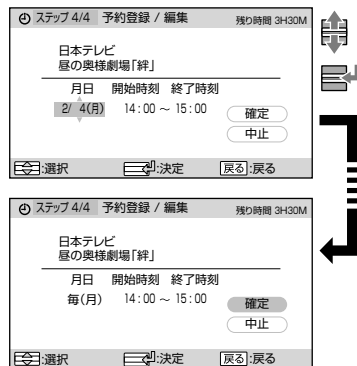 ステップ 4/4 予約登録 / 編集 残り時間 3H30M
日本テレビ
昼の奥様劇場「絆」
月日 開始時刻 終了時刻
2/ 4(月) 14:00 ~ 15:00
確定
中止
:選択 :決定 戻る:戻る
ステップ 4/4 予約登録 / 編集 残り時間 3H30M
日本テレビ
昼の奥様劇場「絆」
月日 開始時刻 終了時刻
毎(月) 14:00 ~ 15:00
確定
中止
:選択 :決定 戻る:戻る